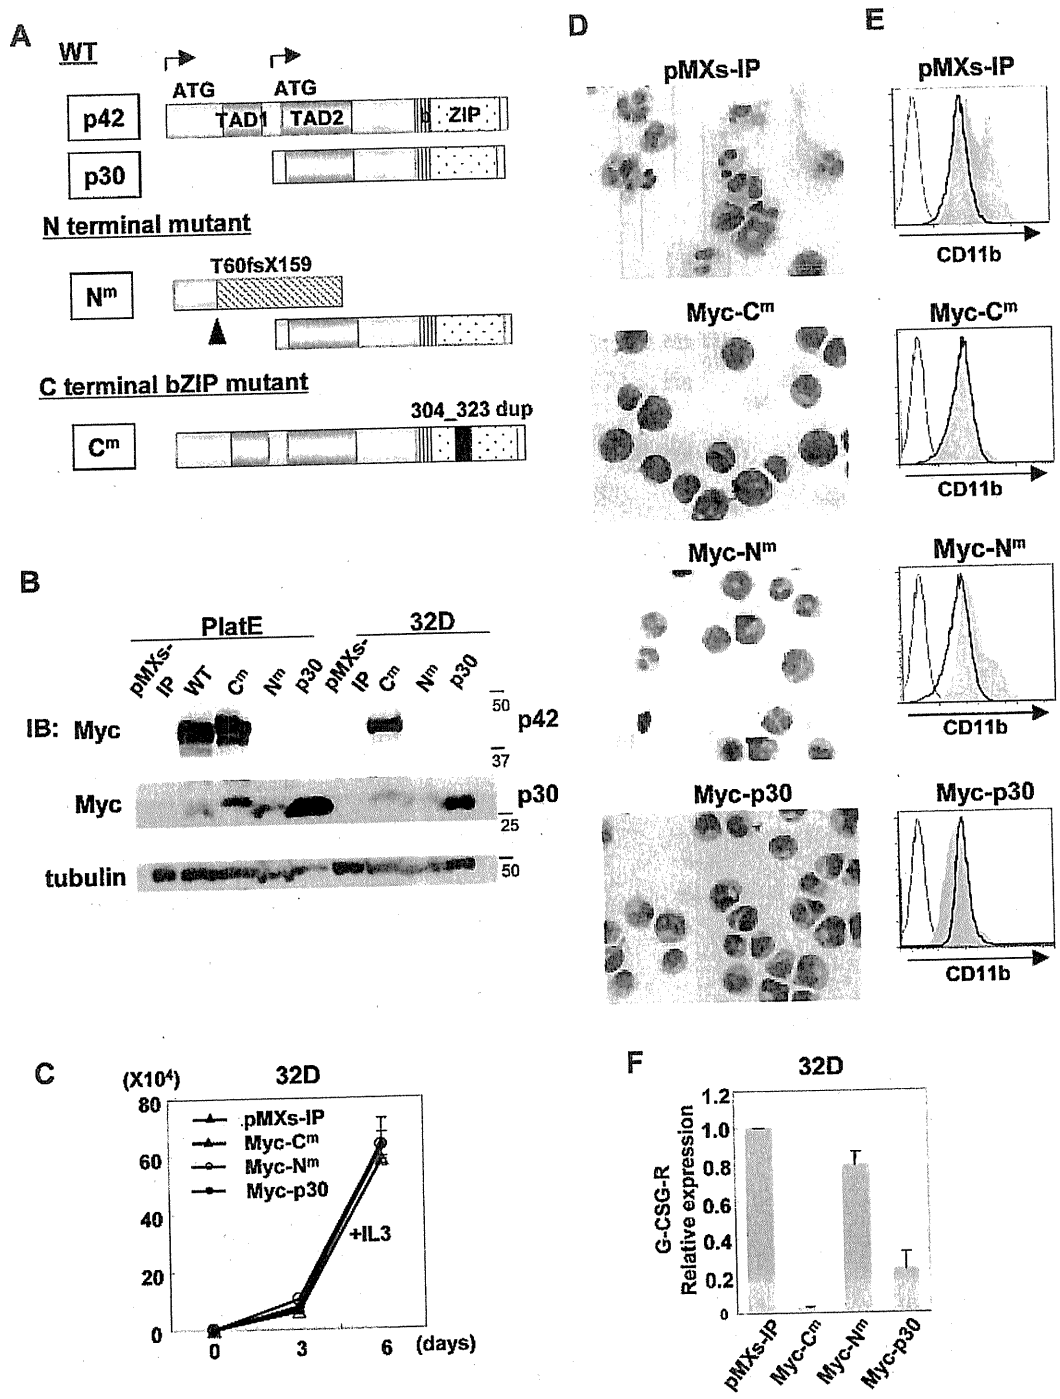 A
WT
ATG
ATG
p42
TAD1
TAD2
b
ZIP
p30
N terminal mutant
T60fsX159
Nᵐ
C terminal bZIP mutant
304_323 dup
Cᵐ
B
PlatE
32D
pMXs-IP
WT
Cᵐ
Nᵐ
p30
pMXs-IP
Cᵐ
Nᵐ
p30
IB: Myc
50
p42
37
Myc
p30
25
tubulin
50
C
(X10⁴)
32D
80
60
40
20
0
pMXs-IP
Myc-Cᵐ
Myc-Nᵐ
Myc-p30
+IL3
0
3
6
(days)
D
pMXs-IP
Myc-Cᵐ
Myc-Nᵐ
Myc-p30
E
pMXs-IP
CD11b
Myc-Cᵐ
CD11b
Myc-Nᵐ
CD11b
Myc-p30
CD11b
F
32D
G-CSG-R
Relative expression
1.2
1.0
0.8
0.6
0.4
0.2
0
pMXs-IP
Myc-Cᵐ
Myc-Nᵐ
Myc-p30